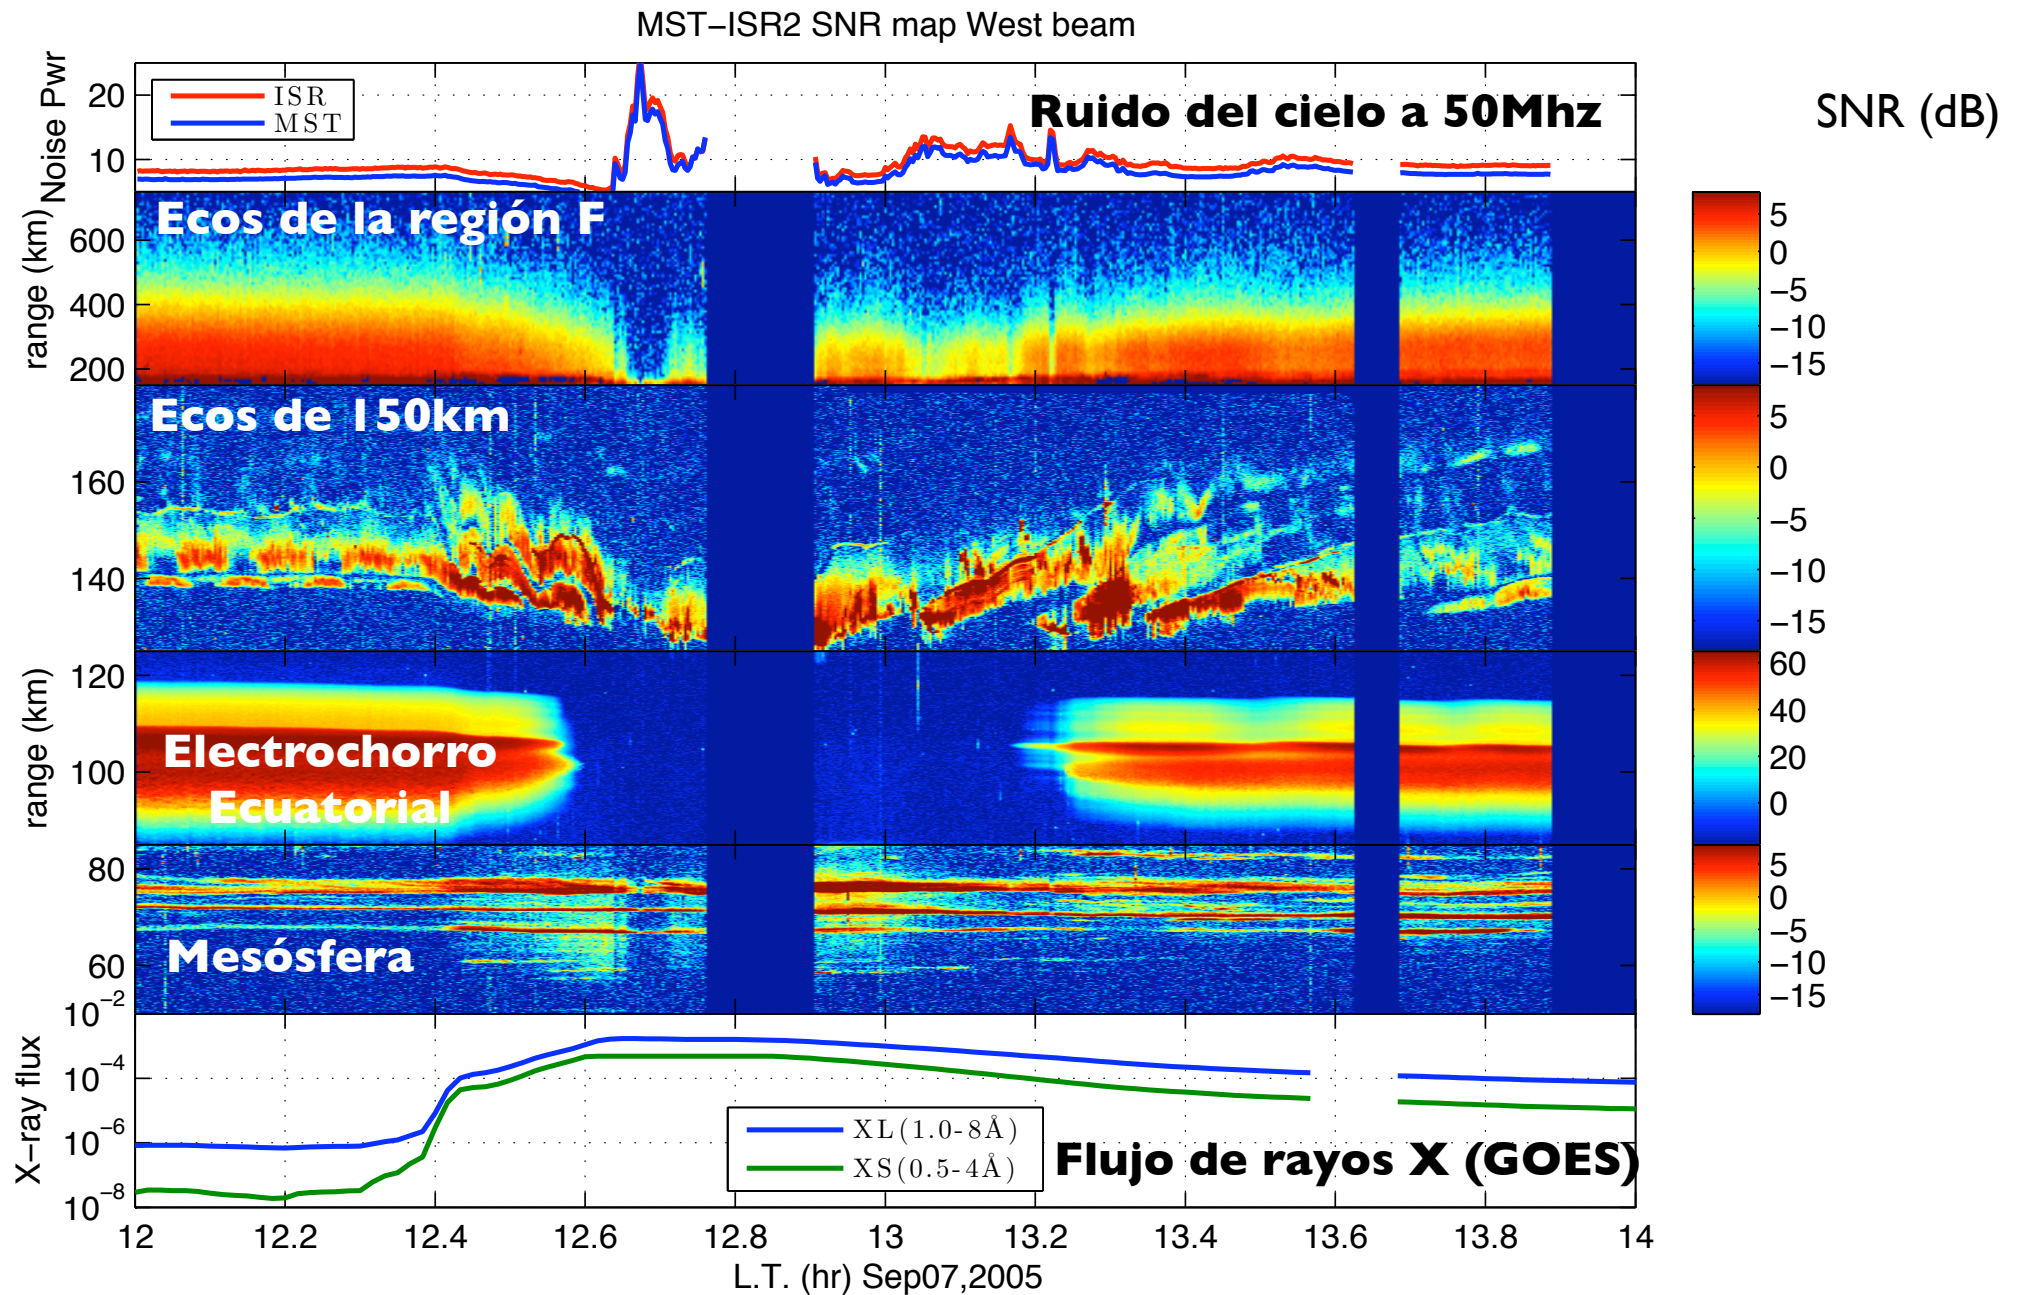 MST−ISR2 SNR map West beam
Noise Pwr
20
10
ISR
MST
Ruido del cielo a 50Mhz
SNR (dB)
range (km)
600
400
200
Ecos de la región F
5
0
−5
−10
−15
Ecos de 150km
160
140
5
0
−5
−10
−15
range (km)
120
100
Electrochorro
Ecuatorial
60
40
20
0
80
60
Mesósfera
5
0
−5
−10
−15
X−ray flux
10−2
10−4
10−6
10−8
XL(1.0-8Å)
XS(0.5-4Å)
Flujo de rayos X (GOES)
12 12.2 12.4 12.6 12.8 13 13.2 13.4 13.6 13.8 14
L.T. (hr) Sep07,2005